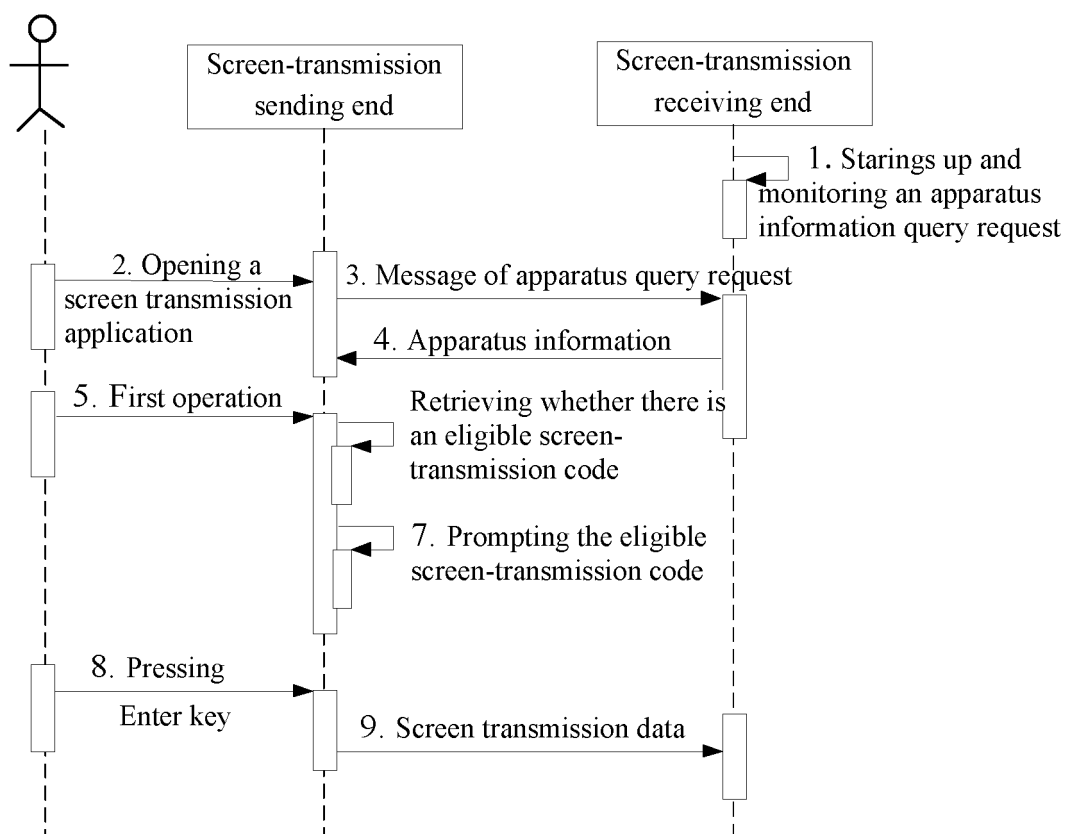 Screen-transmission
sending end
Screen-transmission
receiving end
1. Starings up and
monitoring an apparatus
information query request
2. Opening a
screen transmission
application
3. Message of apparatus query request
4. Apparatus information
5. First operation
Retrieving whether there is
an eligible screen-
transmission code
7. Prompting the eligible
screen-transmission code
8. Pressing
Enter key
9. Screen transmission data